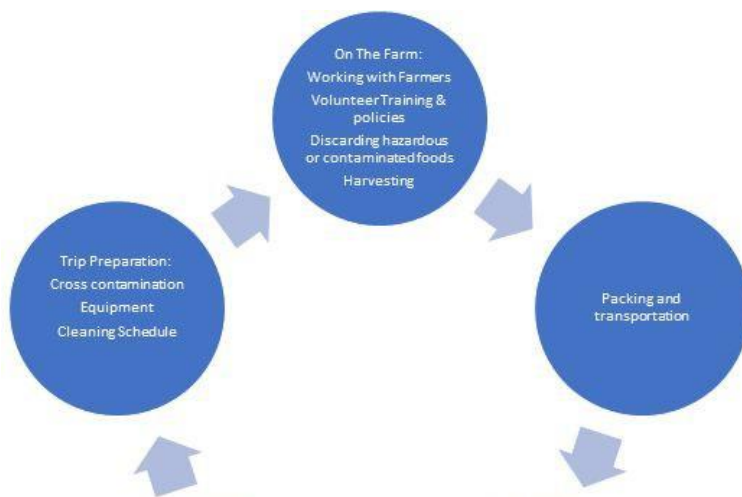 On The Farm:
Working with Farmers
Volunteer Training &
policies
Discarding hazardous
or contaminated foods
Harvesting
Trip Preparation:
Cross contamination
Equipment
Cleaning Schedule
Packing and
transportation